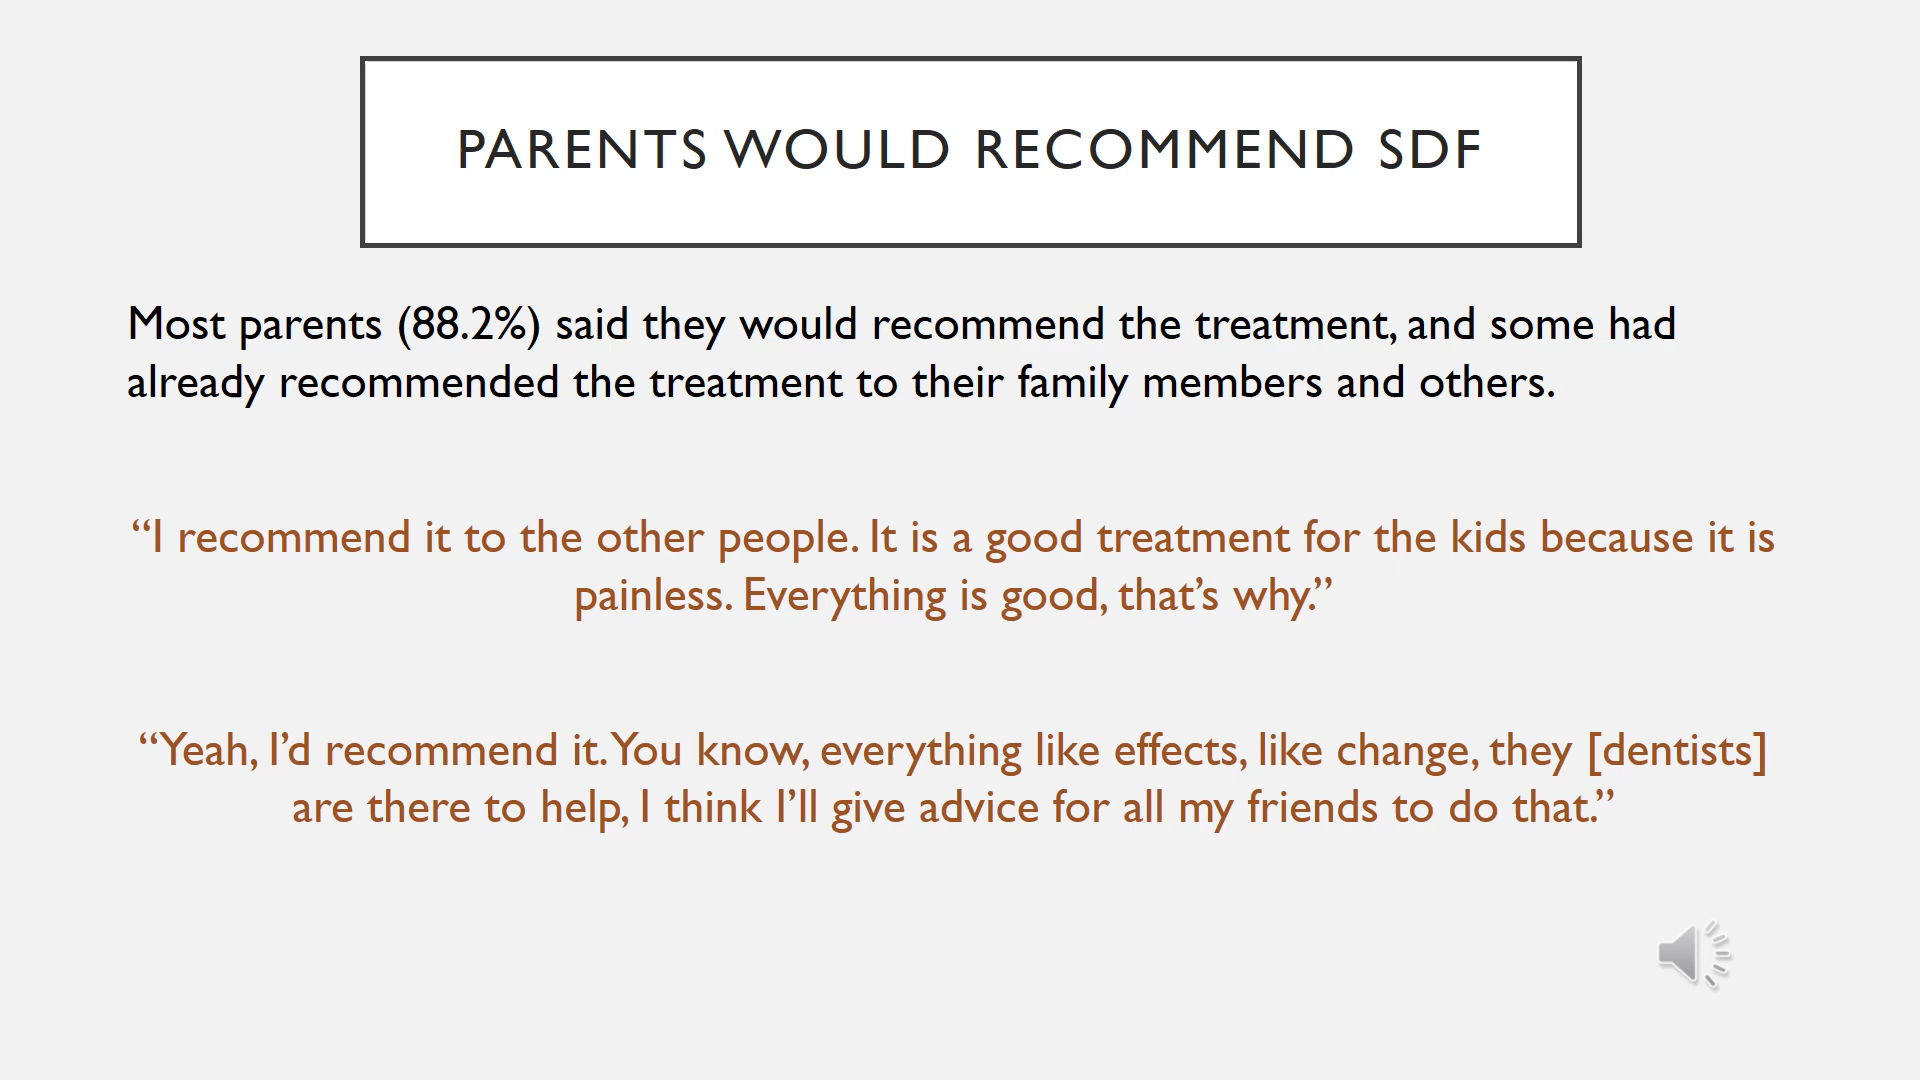 PARENTS WOULD RECOMMEND SDF
Most parents (88.2%) said they would recommend the treatment, and some had
already recommended the treatment to their family members and others.
“I recommend it to the other people. It is a good treatment for the kids because it is
painless. Everything is good, that’s why.”
“Yeah, I’d recommend it. You know, everything like effects, like change, they [dentists]
are there to help, I think I’ll give advice for all my friends to do that.”